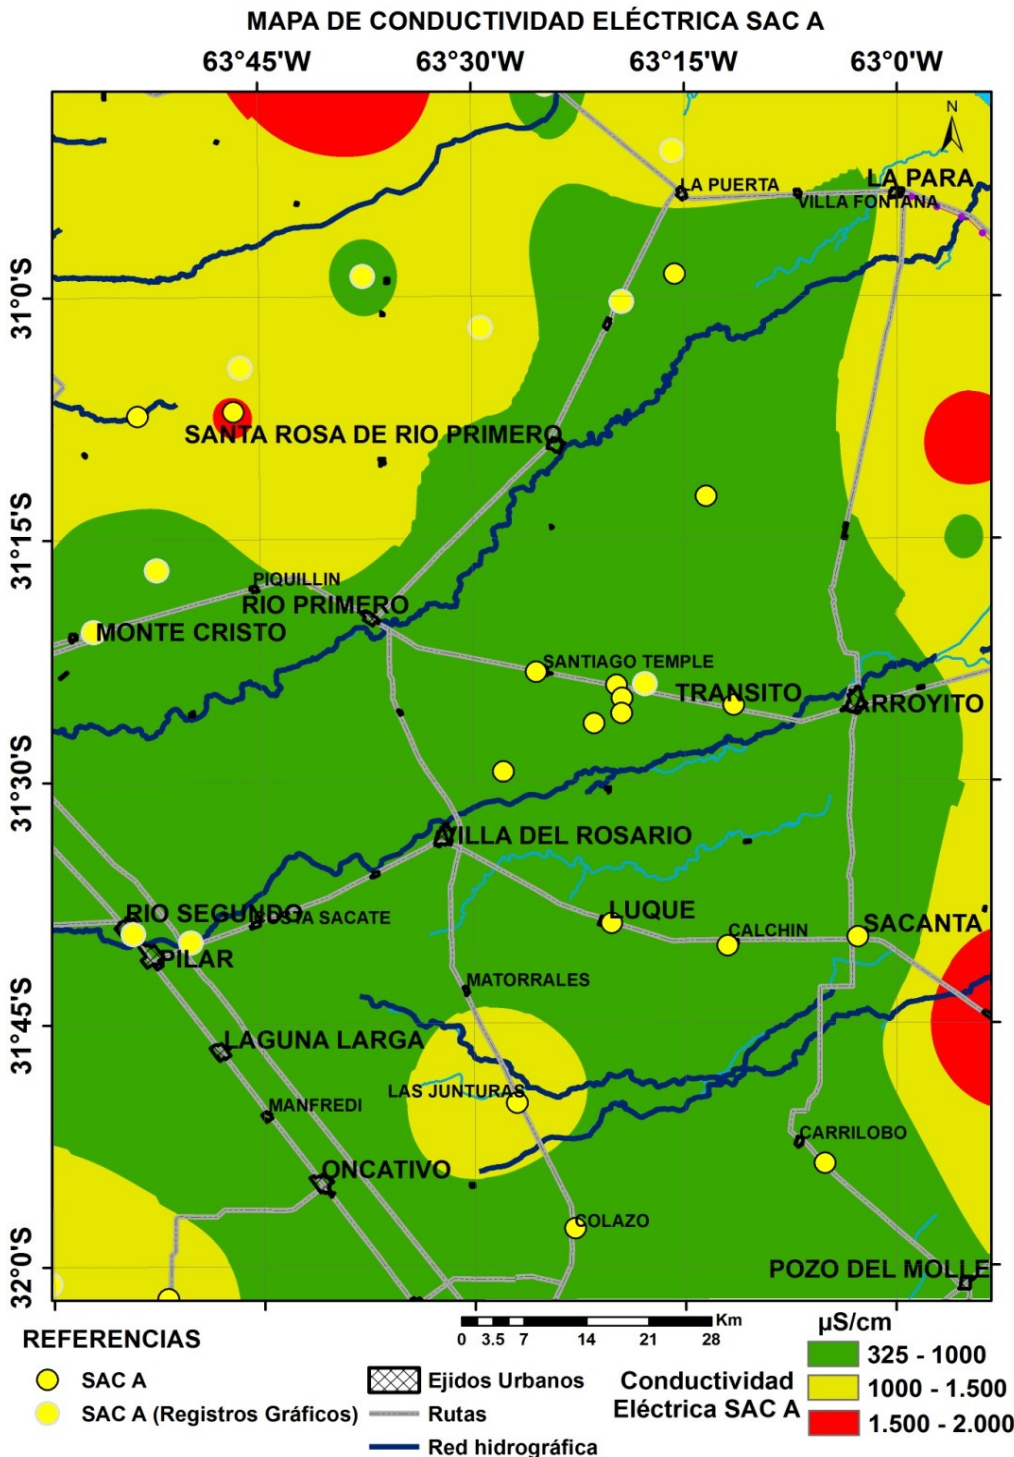 MAPA DE CONDUCTIVIDAD ELÉCTRICA SAC A
63°45'W 63°30'W 63°15'W 63°0'W
N
LA PUERTA
LA PARA
VILLA FONTANA
31°0'S
SANTA ROSA DE RIO PRIMERO
31°15'S
PIQUILLIN
RIO PRIMERO
MONTE CRISTO
SANTIAGO TEMPLE
TRANSITO
ARROYITO
31°30'S
VILLA DEL ROSARIO
RIO SEGUNDO
COSTA SACATE
LUQUE
CALCHIN
SACANTA
PILAR
MATORRALES
31°45'S
LAGUNA LARGA
LAS JUNTURAS
MANFREDI
CARRILOBO
ONCATIVO
COLAZO
32°0'S
POZO DEL MOLLE
Km
0 3.5 7 14 21 28
REFERENCIAS
SAC A
SAC A (Registros Gráficos)
Ejidos Urbanos
Rutas
Red hidrográfica
Conductividad
Eléctrica SAC A
µS/cm
325 - 1000
1000 - 1.500
1.500 - 2.000